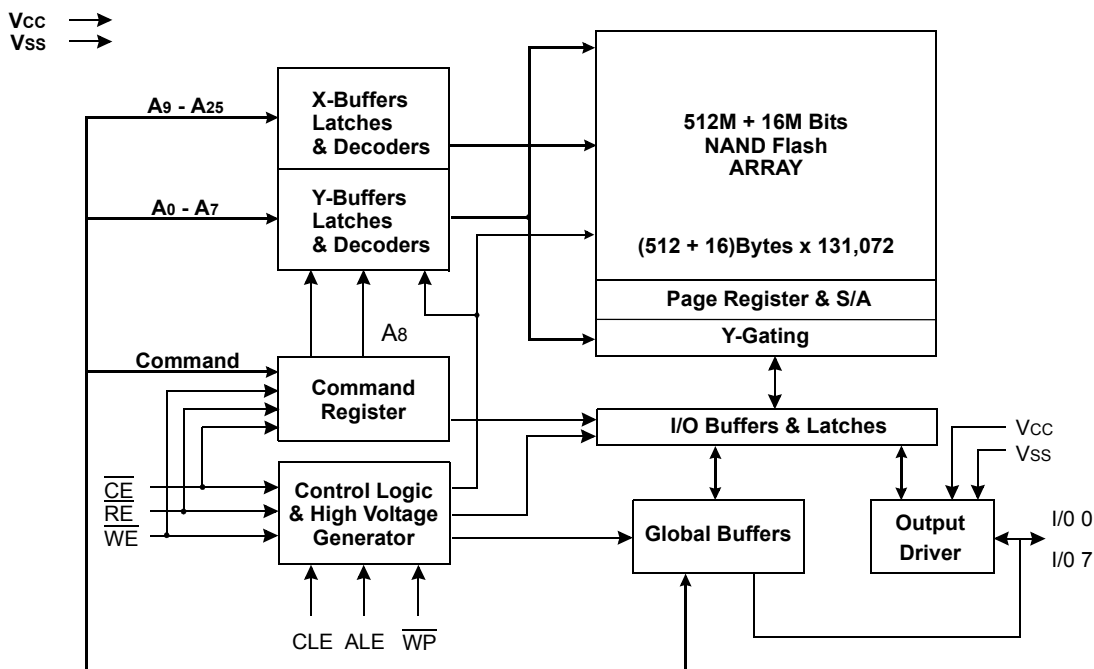 VCC
VSS
A9 - A25
X-Buffers
Latches
& Decoders
512M + 16M Bits
NAND Flash
ARRAY
A0 - A7
Y-Buffers
Latches
& Decoders
(512 + 16)Bytes x 131,072
Page Register & S/A
Y-Gating
A8
Command
Command
Register
I/O Buffers & Latches
VCC
VSS
CE
RE
WE
Control Logic
& High Voltage
Generator
Global Buffers
Output
Driver
I/0 0
I/0 7
CLE ALE WP